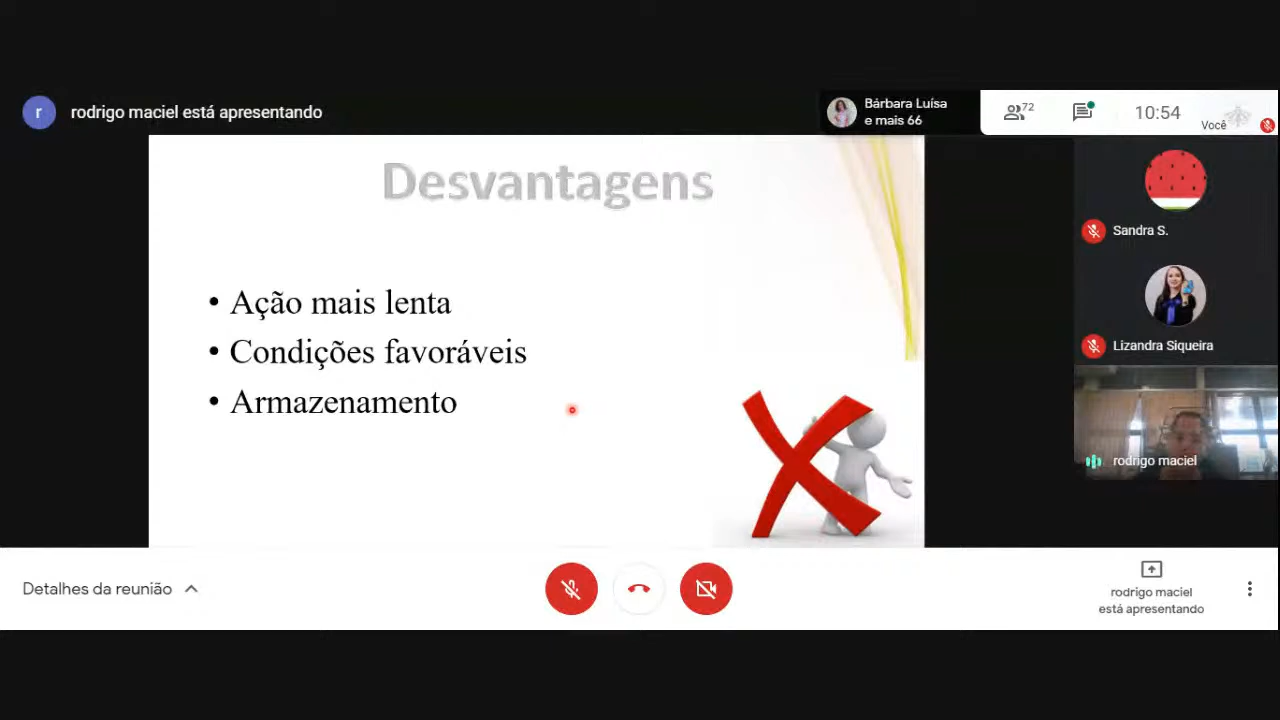 r
rodrigo maciel está apresentando
Bárbara Luísa
e mais 66
72
10:54
Você
Desvantagens
• Ação mais lenta
• Condições favoráveis
• Armazenamento
Sandra S.
Lizandra Siqueira
rodrigo maciel
Detalhes da reunião
rodrigo maciel
está apresentando